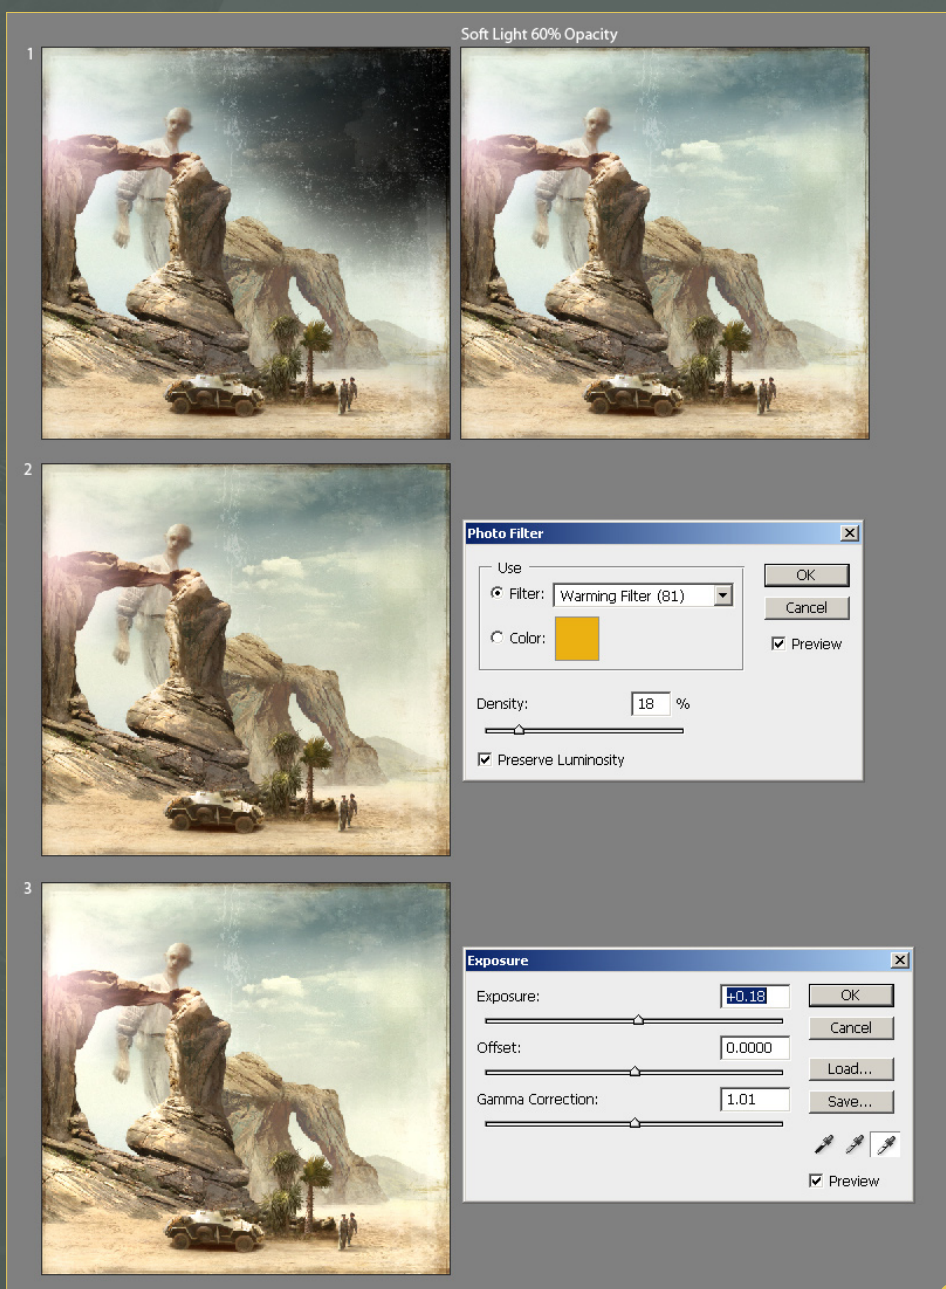 Soft Light 60% Opacity
1
2
Photo Filter
Use
Filter: Warming Filter (81)
OK
Cancel
Color:
Preview
Density: 18 %
Preserve Luminosity
3
Exposure
Exposure: +0.18
OK
Cancel
Offset: 0.0000
Load...
Gamma Correction: 1.01
Save...
Preview